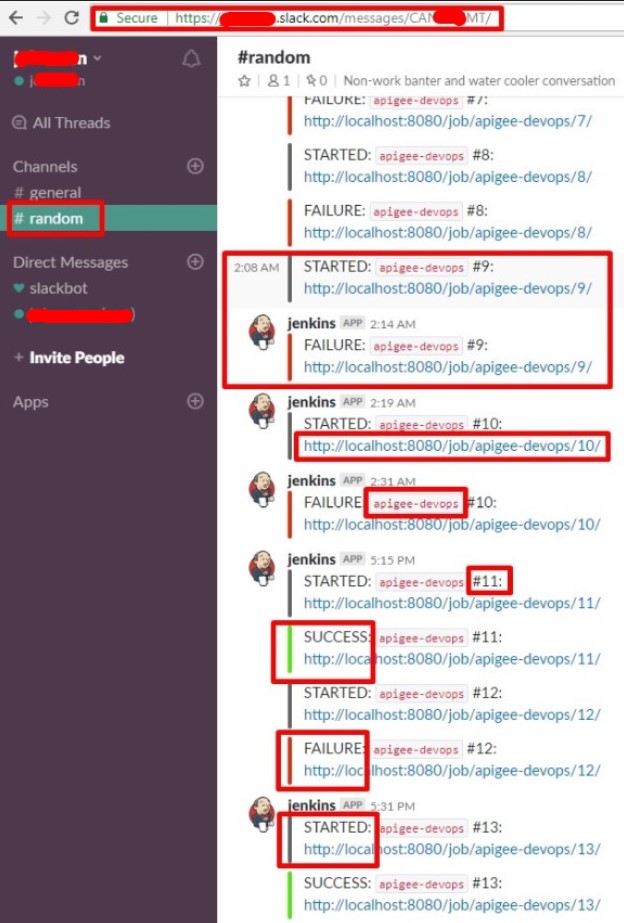 Secure | https:// .slack.com/messages/CAN MT/
n
j n
All Threads
Channels
# general
# random
Direct Messages
slackbot
)
+ Invite People
Apps
#random
1 | 0 | Non-work banter and water cooler conversation
FAILURE: apigee-devops #7:
http://localhost:8080/job/apigee-devops/7/
STARTED: apigee-devops #8:
http://localhost:8080/job/apigee-devops/8/
FAILURE: apigee-devops #8:
http://localhost:8080/job/apigee-devops/8/
2:08 AM STARTED: apigee-devops #9:
http://localhost:8080/job/apigee-devops/9/
jenkins APP 2:14 AM
FAILURE: apigee-devops #9:
http://localhost:8080/job/apigee-devops/9/
jenkins APP 2:19 AM
STARTED: apigee-devops #10:
http://localhost:8080/job/apigee-devops/10/
jenkins APP 2:31 AM
FAILURE: apigee-devops #10:
http://localhost:8080/job/apigee-devops/10/
jenkins APP 5:15 PM
STARTED: apigee-devops #11:
http://localhost:8080/job/apigee-devops/11/
SUCCESS: apigee-devops #11:
http://localhost:8080/job/apigee-devops/11/
STARTED: apigee-devops #12:
http://localhost:8080/job/apigee-devops/12/
FAILURE: apigee-devops #12:
http://localhost:8080/job/apigee-devops/12/
jenkins APP 5:31 PM
STARTED: apigee-devops #13:
http://localhost:8080/job/apigee-devops/13/
SUCCESS: apigee-devops #13:
http://localhost:8080/job/apigee-devops/13/